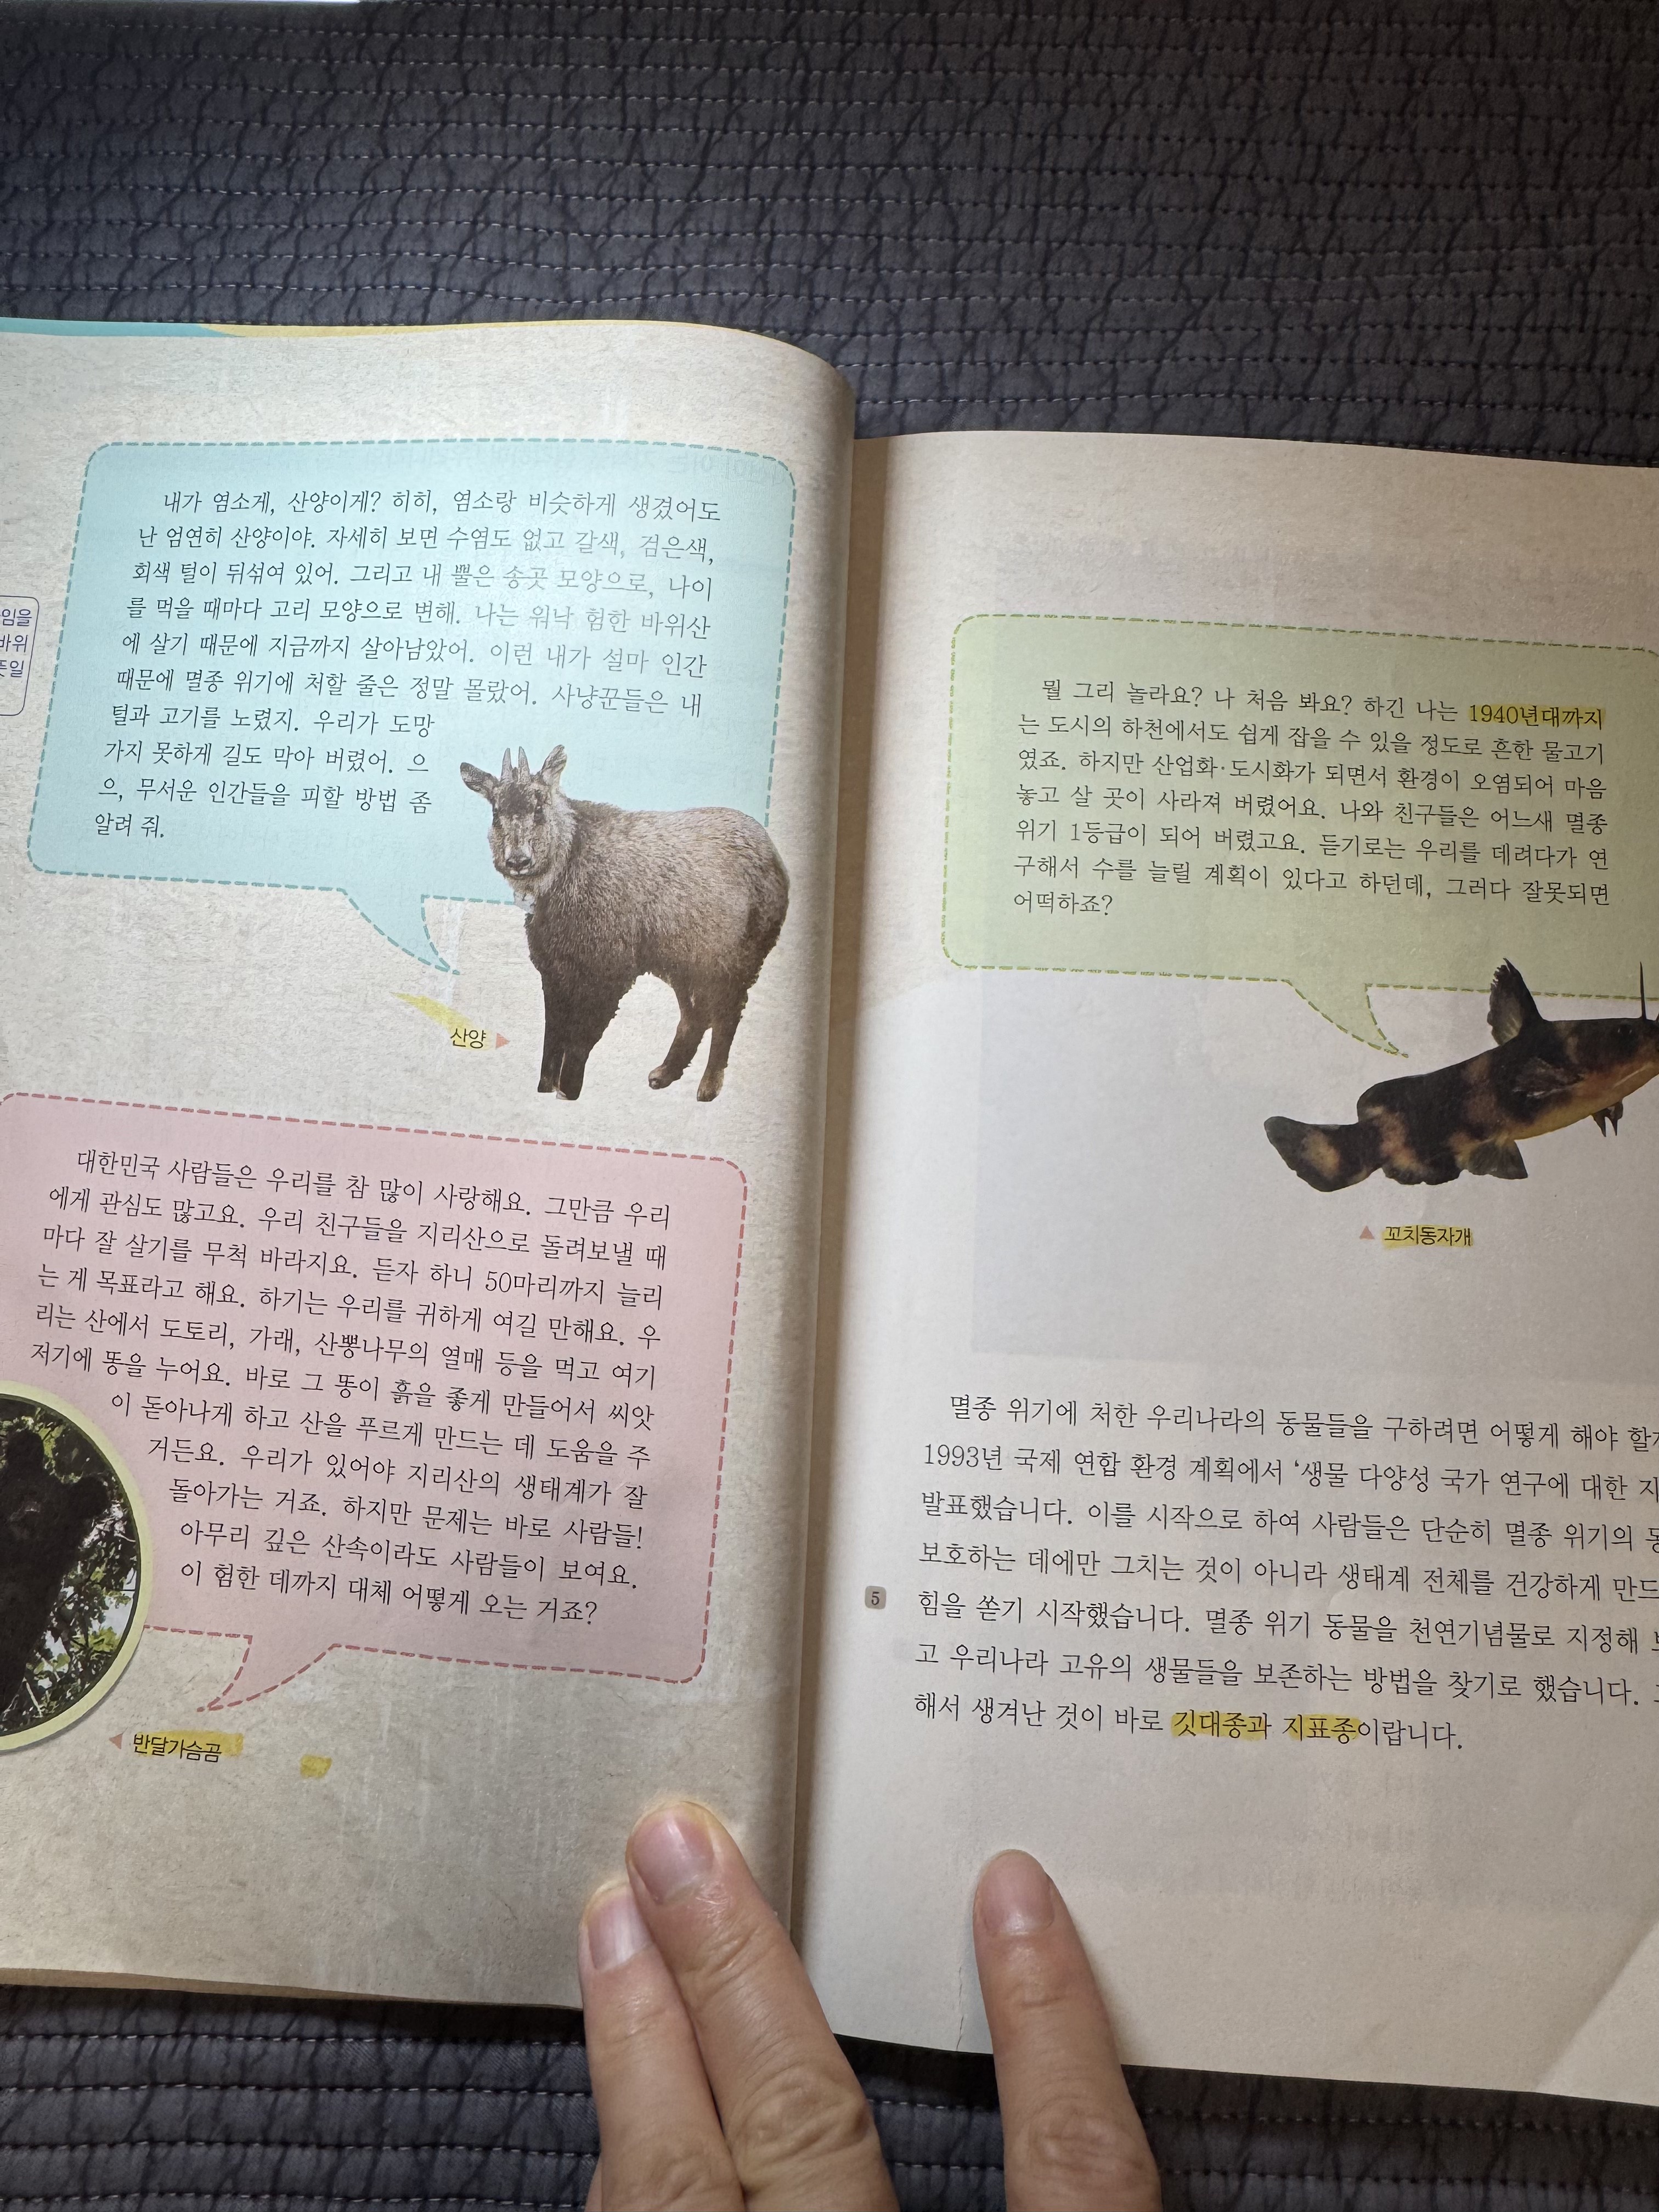 임을
바위
뜻일
내가 염소게, 산양이게? 히히, 염소랑 비슷하게 생겼어도
난 엄연히 산양이야. 자세히 보면 수염도 없고 갈색, 검은색,
회색 털이 뒤섞여 있어. 그리고 내 뿔은 송곳 모양으로, 나이
를 먹을 때마다 고리 모양으로 변해. 나는 워낙 험한 바위산
에 살기 때문에 지금까지 살아남았어. 이런 내가 설마 인간
때문에 멸종 위기에 처할 줄은 정말 몰랐어. 사냥꾼들은 내
털과 고기를 노렸지. 우리가 도망
가지 못하게 길도 막아 버렸어. 으
으, 무서운 인간들을 피할 방법 좀
알려 줘.
산양
대한민국 사람들은 우리를 참 많이 사랑해요. 그만큼 우리
에게 관심도 많고요. 우리 친구들을 지리산으로 돌려보낼 때
마다 잘 살기를 무척 바라지요. 듣자 하니 50마리까지 늘리
는 게 목표라고 해요. 하기는 우리를 귀하게 여길 만해요. 우
리는 산에서 도토리, 가래, 산뽕나무의 열매 등을 먹고 여기
저기에 똥을 누어요. 바로 그 똥이 흙을 좋게 만들어서 씨앗
이 돋아나게 하고 산을 푸르게 만드는 데 도움을 주
거든요. 우리가 있어야 지리산의 생태계가 잘
돌아가는 거죠. 하지만 문제는 바로 사람들!
아무리 깊은 산속이라도 사람들이 보여요.
이 험한 데까지 대체 어떻게 오는 거죠?
반달가슴곰
뭘 그리 놀라요? 나 처음 봐요? 하긴 나는 1940년대까지
는 도시의 하천에서도 쉽게 잡을 수 있을 정도로 흔한 물고기
였죠. 하지만 산업화·도시화가 되면서 환경이 오염되어 마음
놓고 살 곳이 사라져 버렸어요. 나와 친구들은 어느새 멸종
위기 1등급이 되어 버렸고요. 듣기로는 우리를 데려다가 연
구해서 수를 늘릴 계획이 있다고 하던데, 그러다 잘못되면
어떡하죠?
꼬치동자개
멸종 위기에 처한 우리나라의 동물들을 구하려면 어떻게 해야
1993년 국제 연합 환경 계획에서 ‘생물 다양성 국가 연구에 대한
발표했습니다. 이를 시작으로 하여 사람들은 단순히 멸종 위기의
보호하는 데에만 그치는 것이 아니라 생태계 전체를 건강하게 만드
5 힘을 쏟기 시작했습니다. 멸종 위기 동물을 천연기념물로 지정해
고 우리나라 고유의 생물들을 보존하는 방법을 찾기로 했습니다.
해서 생겨난 것이 바로 깃대종과 지표종이랍니다.